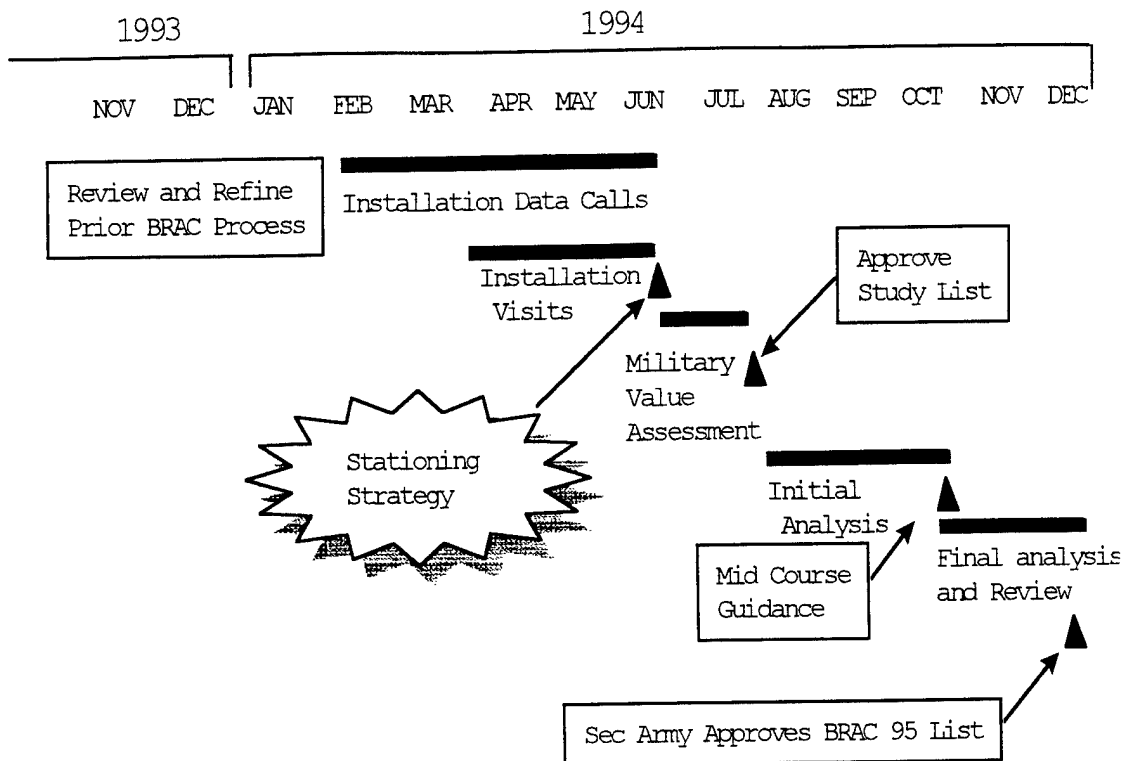 1993
1994
NOV DEC JAN FEB MAR APR MAY JUN JUL AUG SEP OCT NOV DEC
Review and Refine
Prior BRAC Process
Installation Data Calls
Installation
Visits
Approve
Study List
Military
Value
Assessment
Stationing
Strategy
Initial
Analysis
Mid Course
Guidance
Final analysis
and Review
Sec Army Approves BRAC 95 List